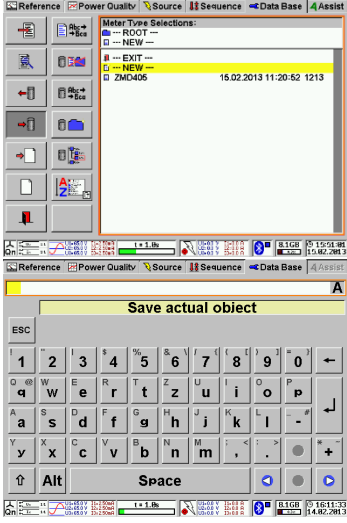 Reference Power Quality Source Sequence Data Base Assist
Meter Type Selections:
--- ROOT ---
--- NEW ---
--- EXIT ---
--- NEW ---
ZMD405 15.02.2013 11:20:52 1213
t = 1.0s 8.1GB 15:51:01
15.02.2013
Reference Power Quality Source Sequence Data Base Assist
A
Save actual object
ESC
! 1 " 2 § 3 $ 4 % 5 & 6 \ / 7 { ( 8 [ ) 9 ] = 0 } ←
Q q @ W w E e R r T t Z z U u I i O o P p
A a S s D d F f G g H h J j K k L l _ - #
Y y X x C c V v B b N n M m ; , < : . > * + ~
⇧ Alt Space
t = 1.0s 8.1GB 16:11:33
15.02.2013